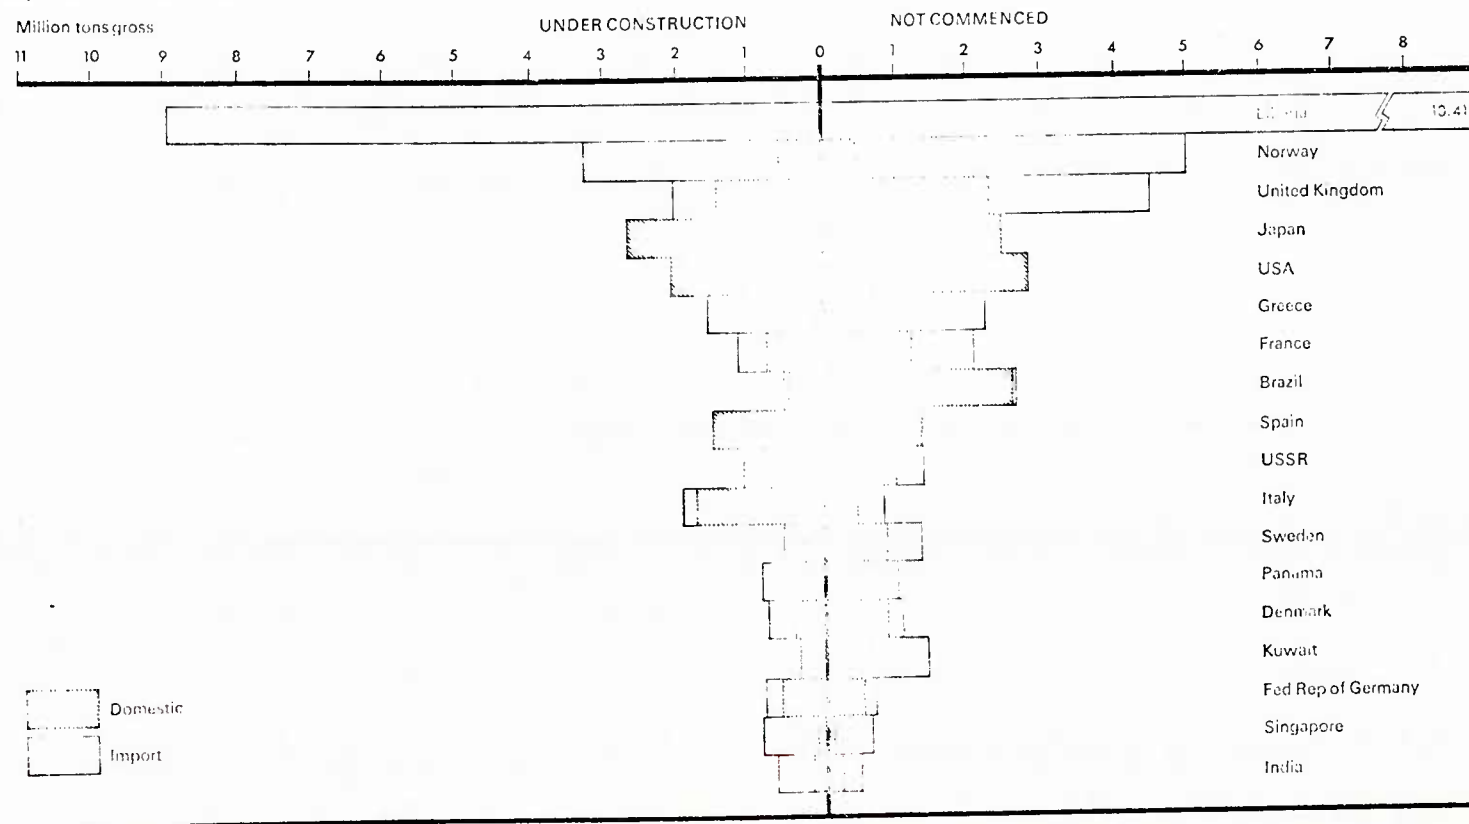 Million tons gross
UNDER CONSTRUCTION
NOT COMMENCED
11 10 9 8 7 6 5 4 3 2 1 0 1 2 3 4 5 6 7 8
Norway
United Kingdom
Japan
USA
Greece
France
Brazil
Spain
USSR
Italy
Sweden
Panama
Denmark
Kuwait
Fed Rep of Germany
Singapore
India
Domestic
Import